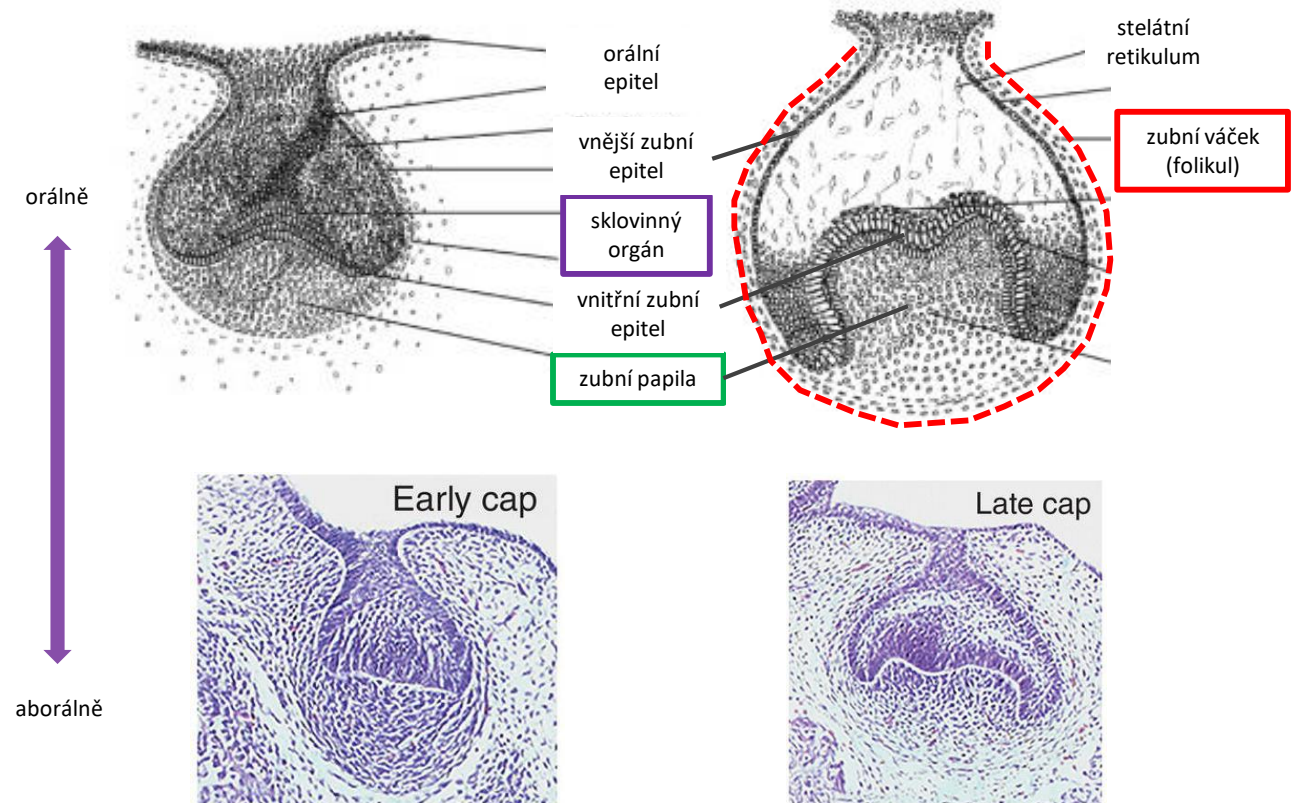 orální
epitel
vnější zubní
epitel
sklovinný
orgán
vnitřní zubní
epitel
zubní papila
stelátní
retikulum
zubní váček
(folikul)
orálně
aborálně
Early cap
Late cap